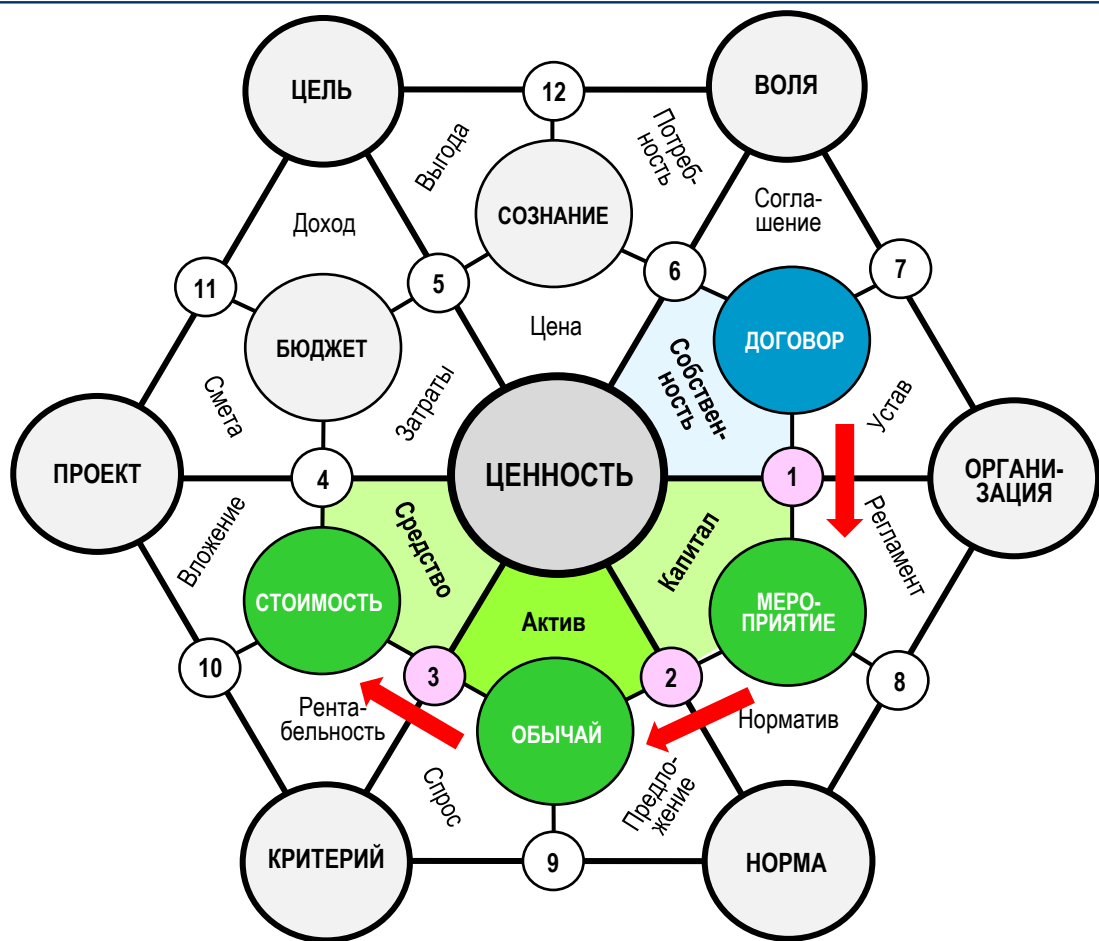 ЦЕЛЬ
12
ВОЛЯ
Выгода
Потреб-
ность
СОЗНАНИЕ
Согла-
шение
Доход
11
5
6
7
БЮДЖЕТ
Цена
ДОГОВОР
Смета
Затраты
Собствен-
ность
Устав
ПРОЕКТ
4
ЦЕННОСТЬ
1
ОРГАНИ-
ЗАЦИЯ
Вложение
Средство
Капитал
Регламент
СТОИМОСТЬ
Актив
МЕРО-
ПРИЯТИЕ
10
3
2
8
Рента-
бельность
ОБЫЧАЙ
Норматив
Спрос
Предло-
жение
КРИТЕРИЙ
9
НОРМА